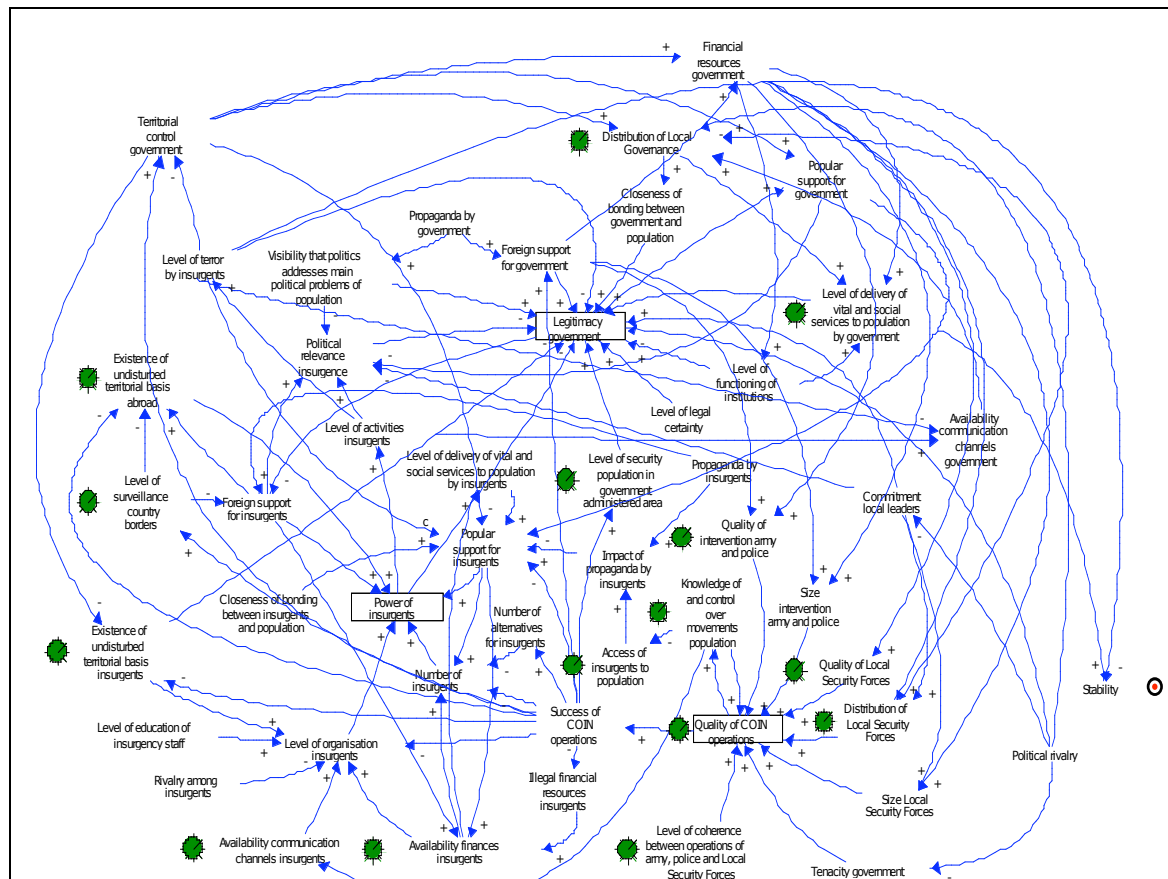 Financial
resources
government
Territorial
control
government
Distribution of Local
Governance
Popular
support for
government
Closeness of
bonding between
government and
population
Propaganda by
government
Level of terror
by insurgents
Visibility that politics
addresses main
political problems of
population
Foreign support
for government
Level of delivery of
vital and social
services to population
by government
Legitimacy
government
Political
relevance
insurgence
Existence of
undisturbed
territorial basis
abroad
Level of
functioning of
institutions
Level of legal
certainty
Availability
communication
channels
government
Level of activities
insurgents
Level of delivery of vital and
social services to population
by insurgents
Level of security
population in
government
administered area
Propaganda by
insurgents
Level of
surveillance
country
borders
Foreign support
for insurgents
Commitment
local leaders
c
Popular
support for
insurgents
Quality of
intervention army
and police
Impact of
propaganda by
insurgents
Knowledge of
and control
over
movements
population
Size
intervention
army and police
Closeness of bonding
between insurgents
and population
Power of
insurgents
Number of
alternatives
for insurgents
Existence of
undisturbed
territorial basis
insurgents
Access of
insurgents to
population
Quality of Local
Security Forces
Number of
insurgents
Stability
Success of
COIN
operations
Quality of COIN
operations
Distribution of
Local Security
Forces
Level of education of
insurgency staff
Level of organisation
insurgents
Political rivalry
Rivalry among
insurgents
Illegal financial
resources
insurgents
Size Local
Security Forces
Availability communication
channels insurgents
Availability finances
insurgents
Level of coherence
between operations of
army, police and Local
Security Forces
Tenacity government